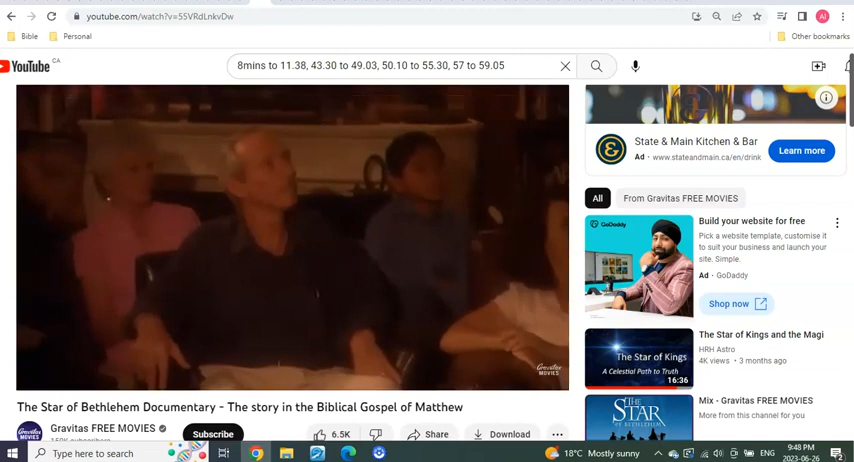 youtube.com/watch?v=55VRdLnkvDw
Bible
Personal
Other bookmarks
AI
YouTube CA
8mins to 11.38, 43.30 to 49.03, 50.10 to 55.30, 57 to 59.05
Gravitas
MOVIES
State & Main Kitchen & Bar
Ad · www.stateandmain.ca/en/drink
Learn more
All
From Gravitas FREE MOVIES
GoDaddy
Build your website for free
Pick a website template, customise it
to suit your business and launch your
site. Simple.
Ad · GoDaddy
Shop now
The Star of Kings
A Celestial Path to Truth
16:36
The Star of Kings and the Magi
HRH Astro
4K views • 3 months ago
THE
STAR
OF BETHLEHEM
Mix - Gravitas FREE MOVIES
More from this channel for you
The Star of Bethlehem Documentary - The story in the Biblical Gospel of Matthew
Gravitas FREE MOVIES
Subscribe
6.5K
Share
Download
Type here to search
18°C Mostly sunny
9:48 PM
2023-06-26
2